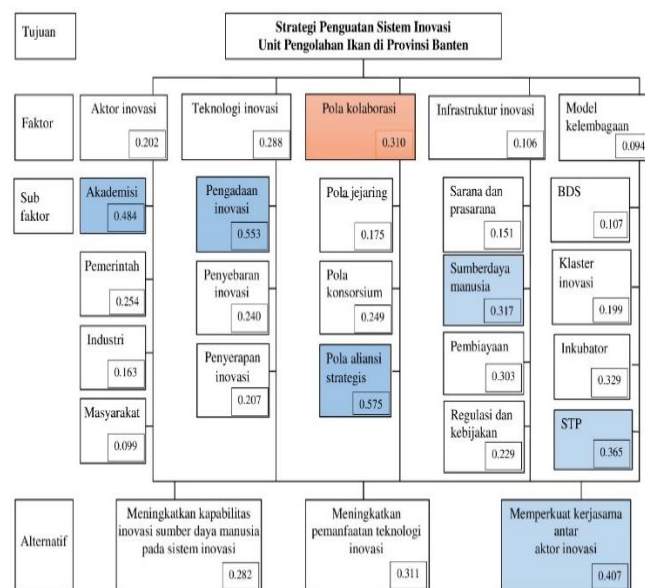 Tujuan
Strategi Penguatan Sistem Inovasi
Unit Pengolahan Ikan di Provinsi Banten
Faktor
Aktor inovasi
0.202
Teknologi inovasi
0.288
Pola kolaborasi
0.310
Infrastruktur inovasi
0.106
Model
kelembagaan
0.094
Sub
faktor
Akademisi
0.484
Pemerintah
0.254
Industri
0.163
Masyarakat
0.099
Pengadaan
inovasi
0.553
Penyebaran
inovasi
0.240
Penyerapan
inovasi
0.207
Pola jejaring
0.175
Pola
konsorsium
0.249
Pola aliansi
strategis
0.575
Sarana dan
prasarana
0.151
Sumberdaya
manusia
0.317
Pembiayaan
0.303
Regulasi dan
kebijakan
0.229
BDS
0.107
Klaster
inovasi
0.199
Inkubator
0.329
STP
0.365
Alternatif
Meningkatkan kapabilitas
inovasi sumber daya manusia
pada sistem inovasi
0.282
Meningkatkan
pemanfaatan teknologi
inovasi
0.311
Memperkuat kerjasama
antar
aktor inovasi
0.407